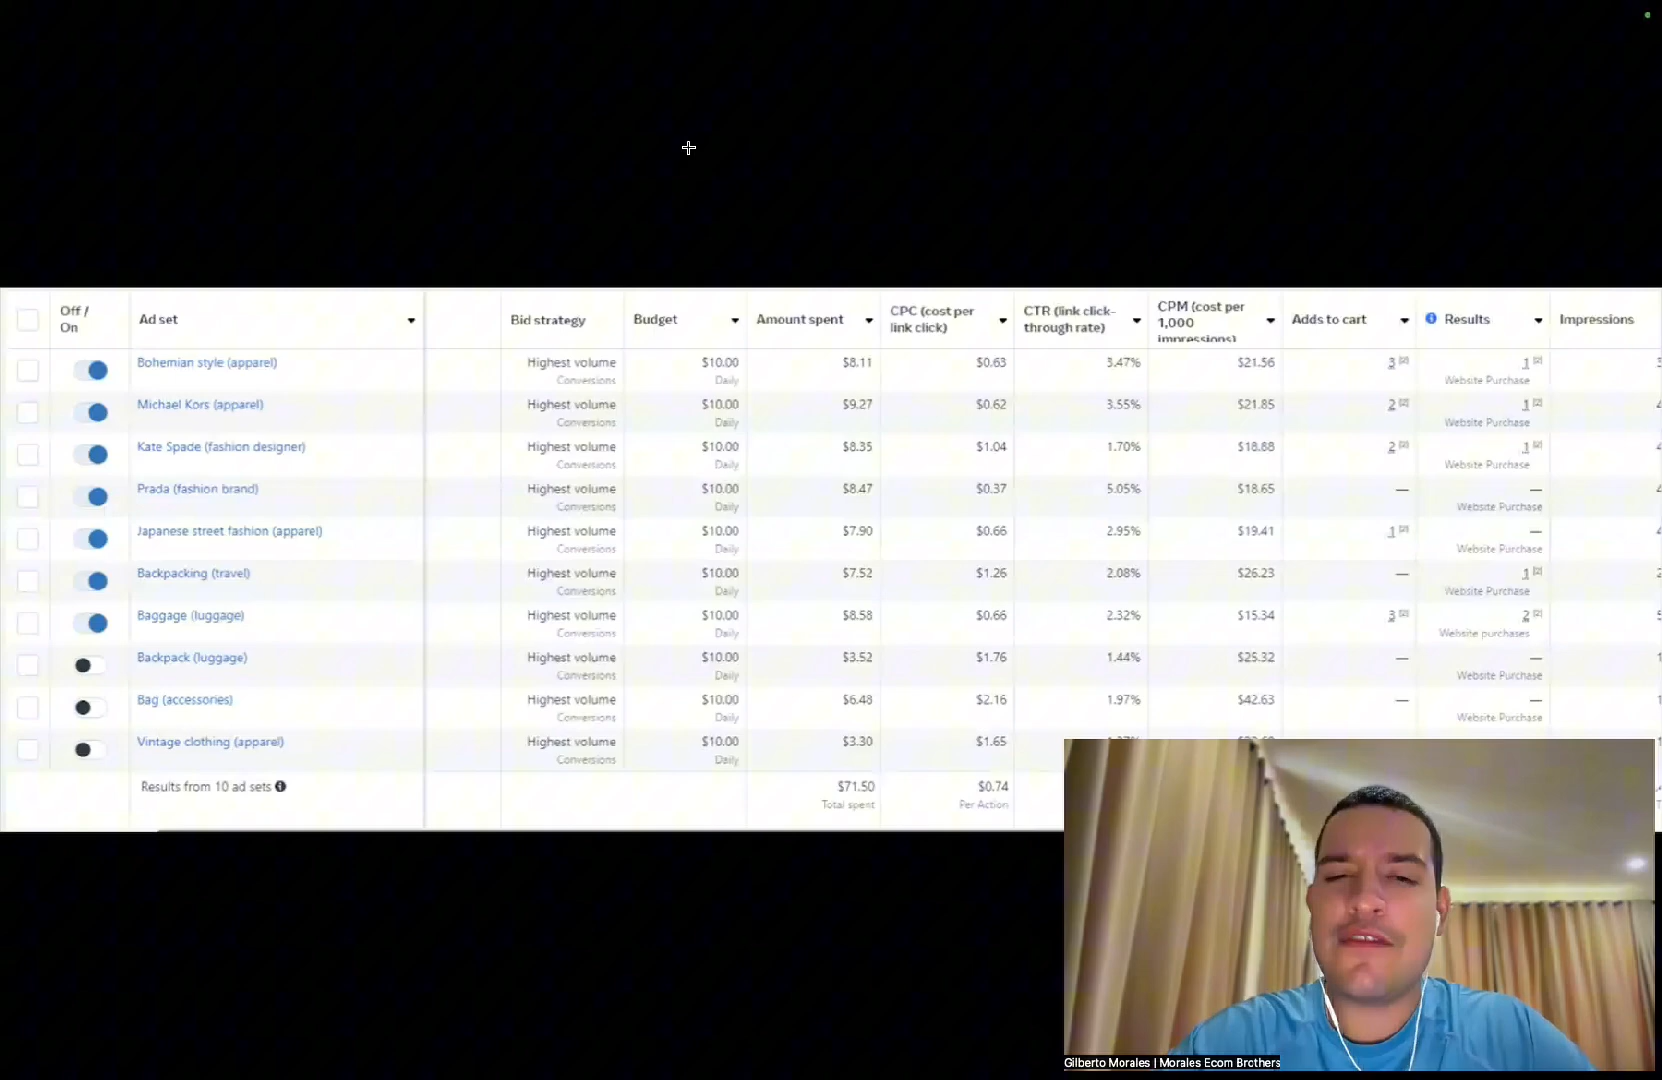 Off / On
Ad set
Bid strategy
Budget
Amount spent
CPC (cost per link click)
CTR (link click-through rate)
CPM (cost per 1,000 impressions)
Adds to cart
Results
Impressions
Bohemian style (apparel) Highest volume $10.00 $8.11 $0.63 3.47% $21.56 3 [2] 1 [2]
Conversions Daily Website Purchase
Michael Kors (apparel) Highest volume $10.00 $9.27 $0.62 3.55% $21.85 2 [2] 1 [2]
Conversions Daily Website Purchase
Kate Spade (fashion designer) Highest volume $10.00 $8.35 $1.04 1.70% $18.88 2 [2] 1 [2]
Conversions Daily Website Purchase
Prada (fashion brand) Highest volume $10.00 $8.47 $0.37 5.05% $18.65 — —
Conversions Daily Website Purchase
Japanese street fashion (apparel) Highest volume $10.00 $7.90 $0.66 2.95% $19.41 1 [2] —
Conversions Daily Website Purchase
Backpacking (travel) Highest volume $10.00 $7.52 $1.26 2.08% $26.23 — 1 [2]
Conversions Daily Website Purchase
Baggage (luggage) Highest volume $10.00 $8.58 $0.66 2.32% $15.34 3 [2] 2 [2]
Conversions Daily Website purchases
Backpack (luggage) Highest volume $10.00 $3.52 $1.76 1.44% $25.32 — —
Conversions Daily Website Purchase
Bag (accessories) Highest volume $10.00 $6.48 $2.16 1.97% $42.63 — —
Conversions Daily Website Purchase
Vintage clothing (apparel) Highest volume $10.00 $3.30 $1.65
Conversions Daily
Results from 10 ad sets $71.50 $0.74
Total spent Per Action
Gilberto Morales | Morales Ecom Brothers